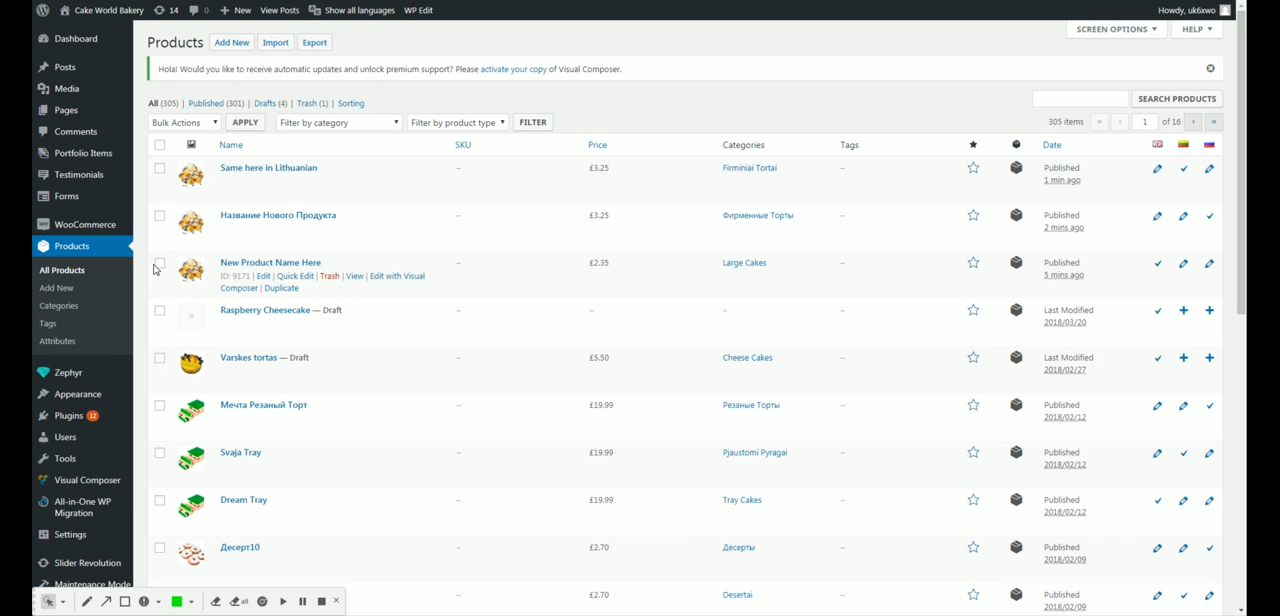 Cake World Bakery 14 0 New View Posts Show all languages WP Edit Howdy, uk6xwo
Dashboard
Posts
Media
Pages
Comments
Portfolio Items
Testimonials
Forms
WooCommerce
Products
All Products
Add New
Categories
Tags
Attributes
Zephyr
Appearance
Plugins 12
Users
Tools
Visual Composer
All-in-One WP
Migration
Settings
Slider Revolution
Maintenance Mode
SCREEN OPTIONS HELP
Products Add New Import Export
Hola! Would you like to receive automatic updates and unlock premium support? Please activate your copy of Visual Composer.
All (305) | Published (301) | Drafts (4) | Trash (1) | Sorting
SEARCH PRODUCTS
Bulk Actions APPLY Filter by category Filter by product type FILTER 305 items « ‹ 1 of 16 › »
Name SKU Price Categories Tags Date
Same here in Lithuanian – £3.25 Firminiai Tortai – Published
1 min ago
Название Нового Продукта – £3.25 Фирменные Торты – Published
2 mins ago
New Product Name Here – £2.35 Large Cakes – Published
ID: 9171 | Edit | Quick Edit | Trash | View | Edit with Visual 5 mins ago
Composer | Duplicate
Raspberry Cheesecake — Draft – – – – Last Modified
2018/03/20
Varskes tortas — Draft – £5.50 Cheese Cakes – Last Modified
2018/02/27
Мечта Резаный Торт – £19.99 Резаные Торты – Published
2018/02/12
Svaja Tray – £19.99 Pjaustomi Pyragai – Published
2018/02/12
Dream Tray – £19.99 Tray Cakes – Published
2018/02/12
Десерт10 – £2.70 Десерты – Published
2018/02/09
– £2.70 Desertai – Published
2018/02/09
all